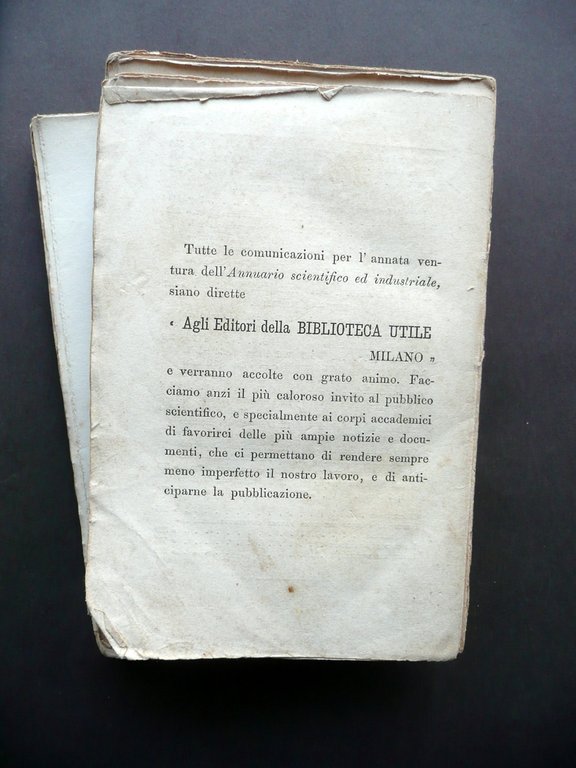 Tutte le comunicazioni per l'annata ven-
tura dell'Annuario scientifico ed industriale,
siano dirette
« Agli Editori della BIBLIOTECA UTILE
MILANO »
e verranno accolte con grato animo. Fac-
ciamo anzi il più caloroso invito al pubblico
scientifico, e specialmente ai corpi accademici
di favorirci delle più ampie notizie e docu-
menti, che ci permettano di rendere sempre
meno imperfetto il nostro lavoro, e di anti-
ciparne la pubblicazione.